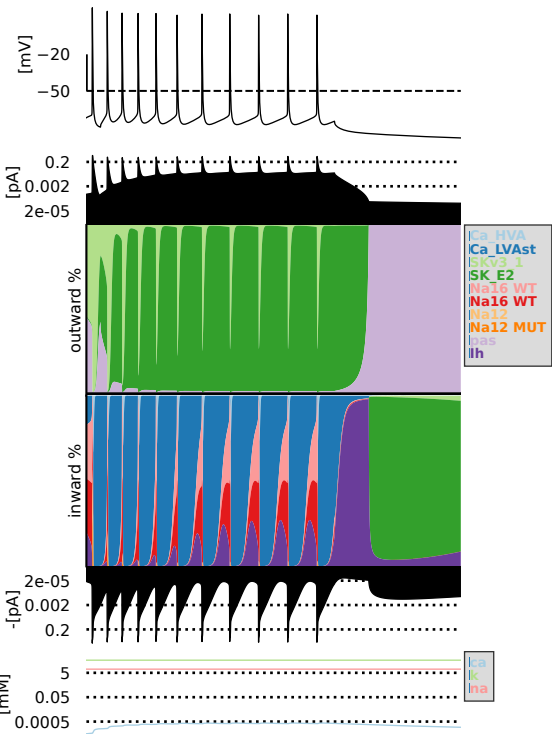 [mV]
−20
−50
[pA]
0.2
0.002
2e-05
outward %
Ca_HVA
Ca_LVAst
SKv3_1
SK_E2
Na16 WT
Na16 WT
Na12
Na12 MUT
pas
Ih
inward %
-[pA]
2e-05
0.002
0.2
[mM]
5
0.05
0.0005
ca
k
na